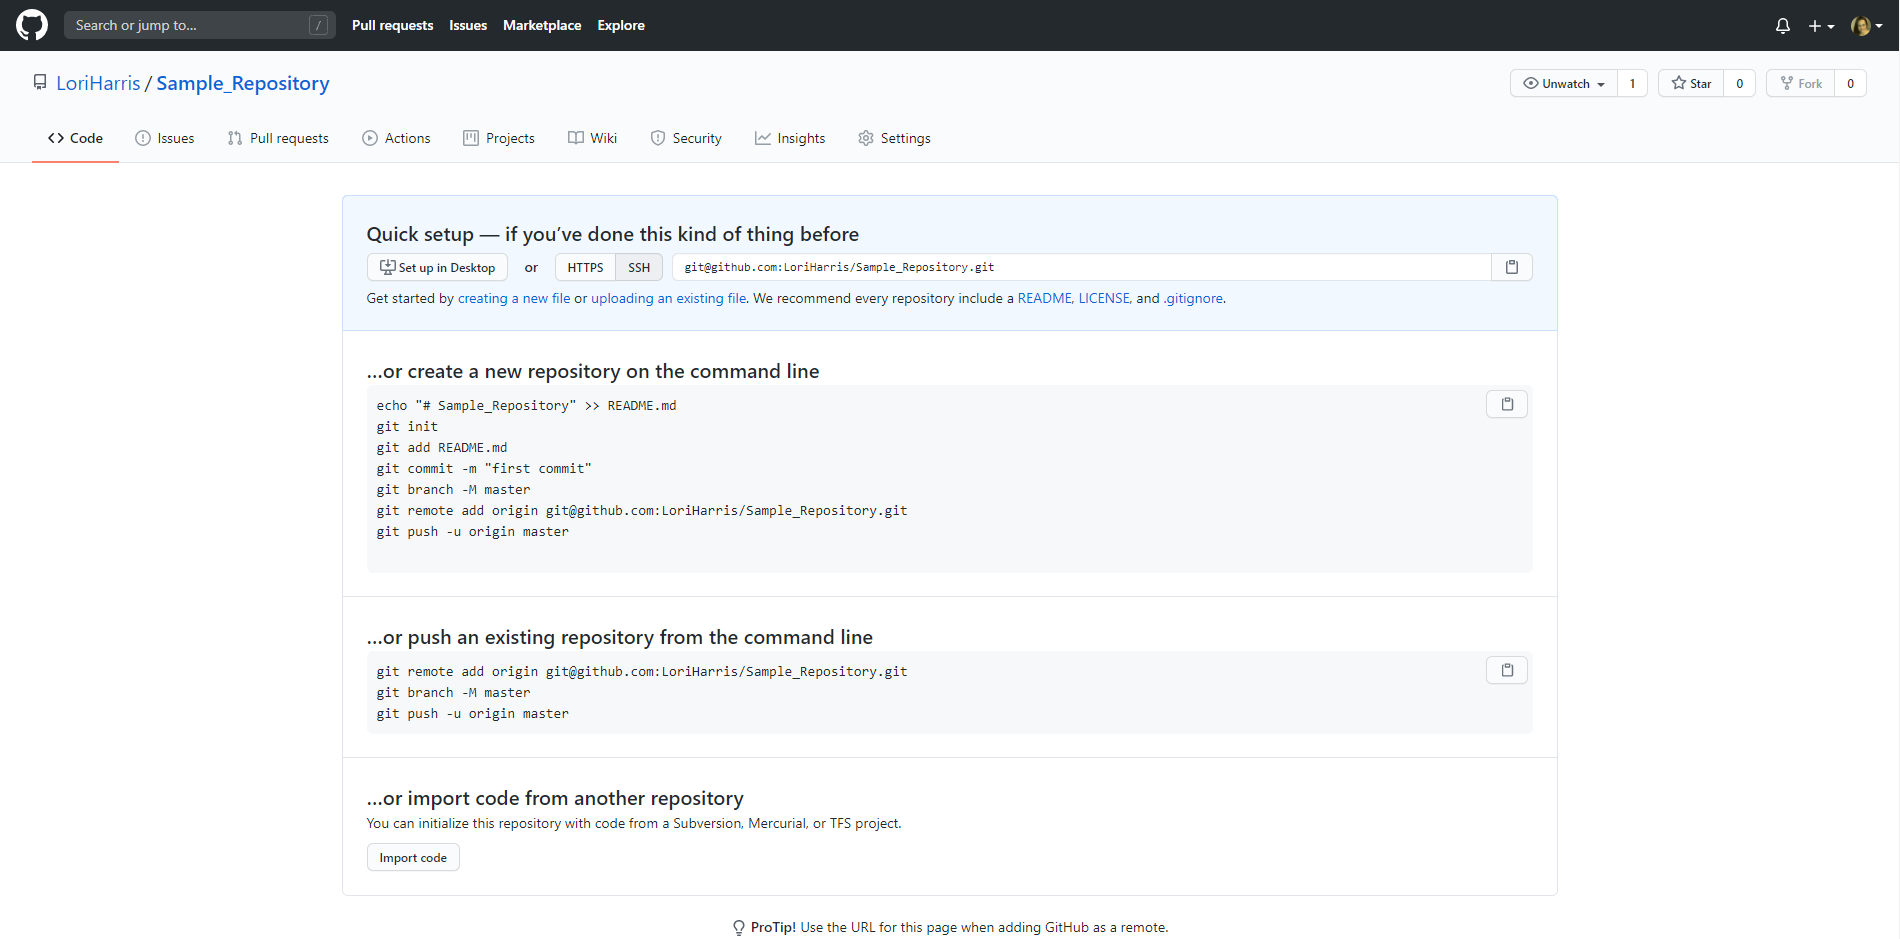 Search or jump to... /
Pull requests Issues Marketplace Explore
LoriHarris / Sample_Repository
Unwatch 1 Star 0 Fork 0
Code Issues Pull requests Actions Projects Wiki Security Insights Settings
Quick setup — if you’ve done this kind of thing before
Set up in Desktop or HTTPS SSH git@github.com:LoriHarris/Sample_Repository.git
Get started by creating a new file or uploading an existing file. We recommend every repository include a README, LICENSE, and .gitignore.
…or create a new repository on the command line
echo "# Sample_Repository" >> README.md
git init
git add README.md
git commit -m "first commit"
git branch -M master
git remote add origin git@github.com:LoriHarris/Sample_Repository.git
git push -u origin master
…or push an existing repository from the command line
git remote add origin git@github.com:LoriHarris/Sample_Repository.git
git branch -M master
git push -u origin master
…or import code from another repository
You can initialize this repository with code from a Subversion, Mercurial, or TFS project.
Import code
ProTip! Use the URL for this page when adding GitHub as a remote.